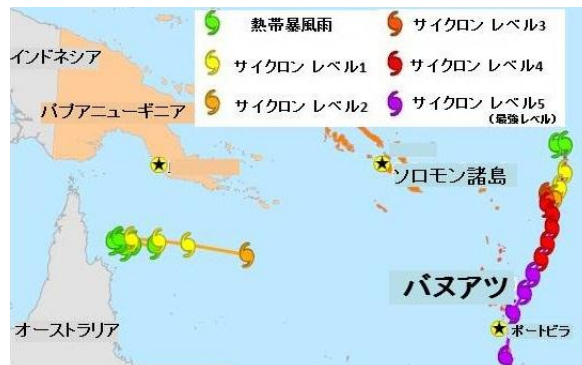 熱帯暴風雨
サイクロン レベル3
サイクロン レベル1
サイクロン レベル4
サイクロン レベル2
サイクロン レベル5
(最強レベル)
インドネシア
パプアニューギニア
ソロモン諸島
バヌアツ
オーストラリア
ポートビラ